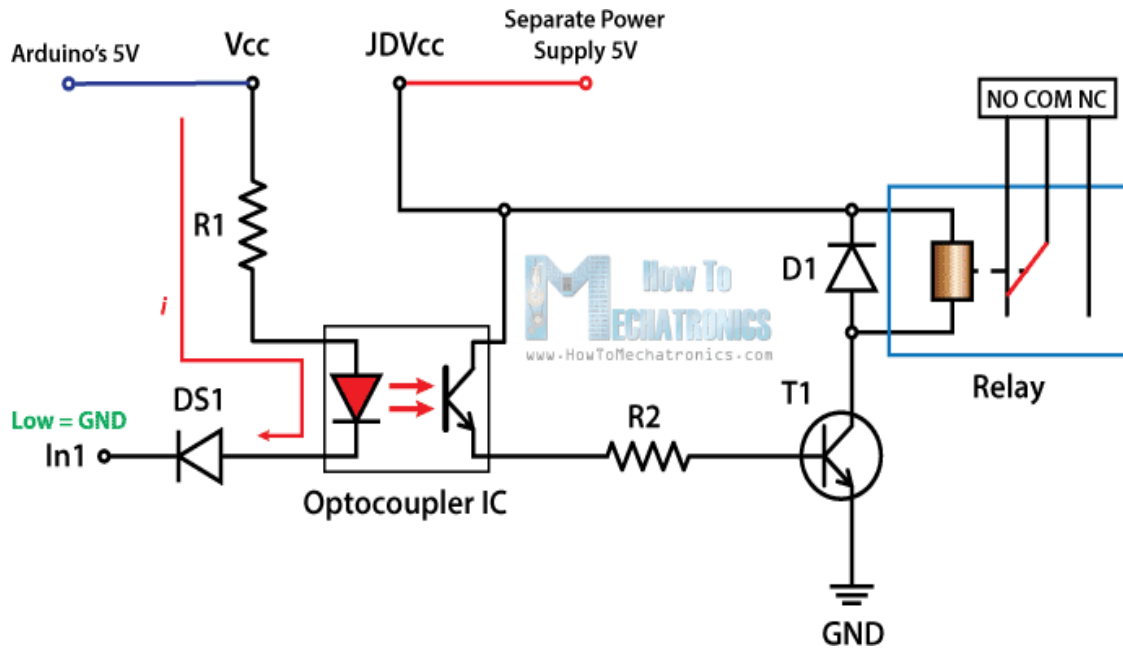 Separate Power
Supply 5V
Arduino's 5V
Vcc
JDVcc
NO COM NC
R1
D1
How To
MECHATRONICS
www.HowToMechatronics.com
i
Relay
DS1
T1
Low = GND
R2
In1
Optocoupler IC
GND